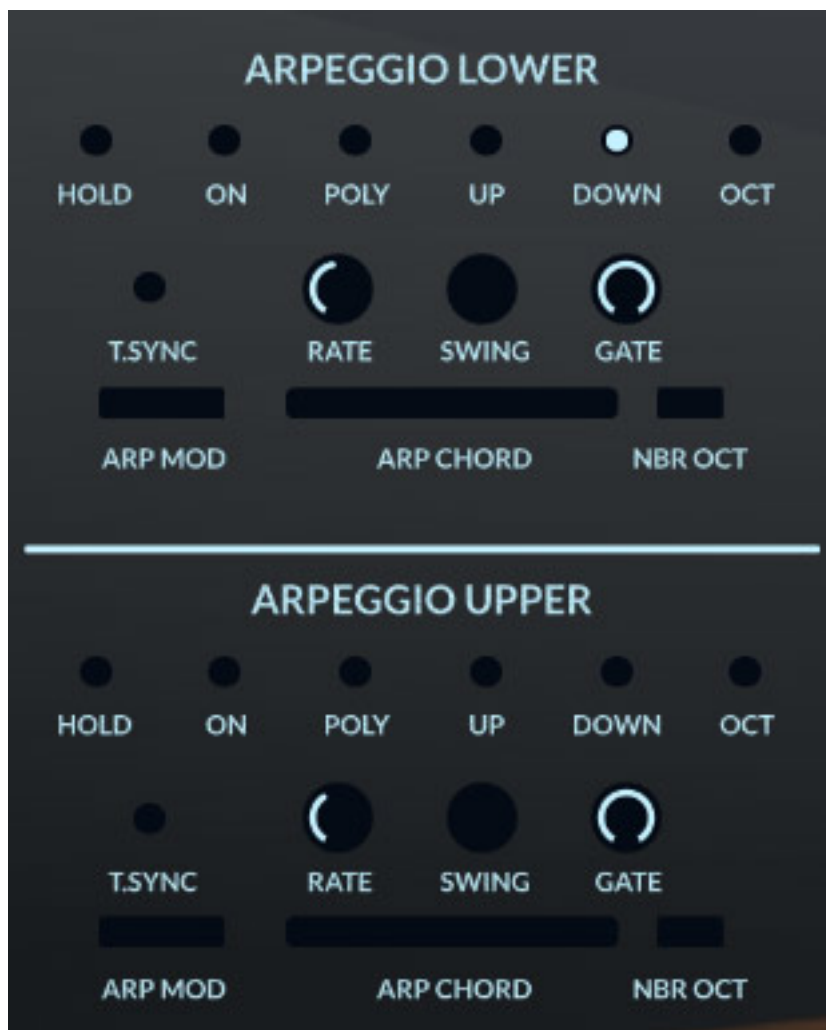 ARPEGGIO LOWER
HOLD ON POLY UP DOWN OCT
T.SYNC RATE SWING GATE
ARP MOD ARP CHORD NBR OCT
ARPEGGIO UPPER
HOLD ON POLY UP DOWN OCT
T.SYNC RATE SWING GATE
ARP MOD ARP CHORD NBR OCT